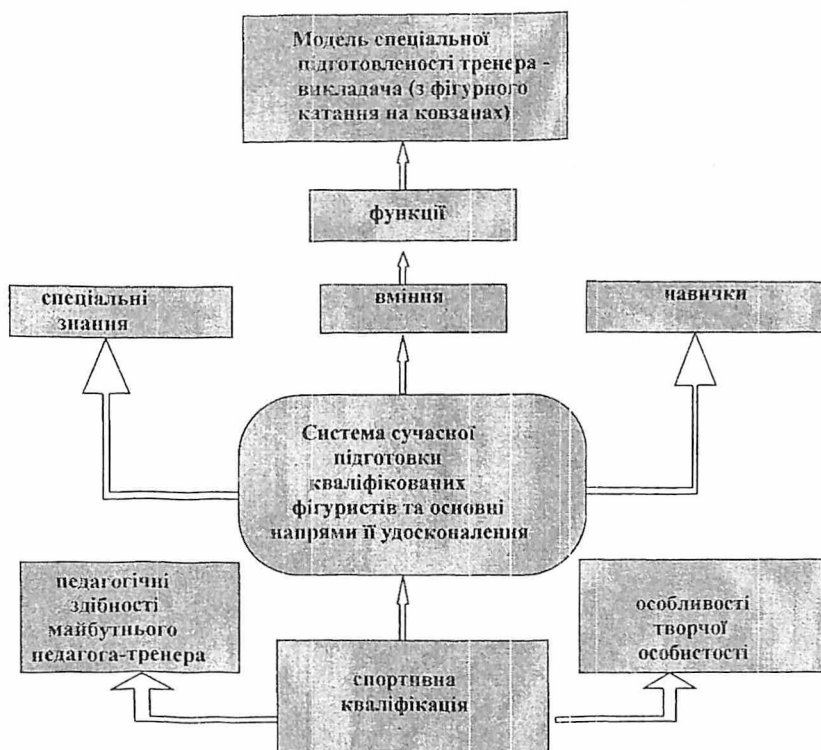 Модель спеціальної
підготовленості тренера -
викладача (з фігурного
катання на ковзанах)
функції
спеціальні
знання
вміння
навички
Система сучасної
підготовки
кваліфікованих
фігуристів та основні
напрями її удосконалення
педагогічні
здібності
майбутнього
педагога-тренера
особливості
творчої
особистості
спортивна
кваліфікація